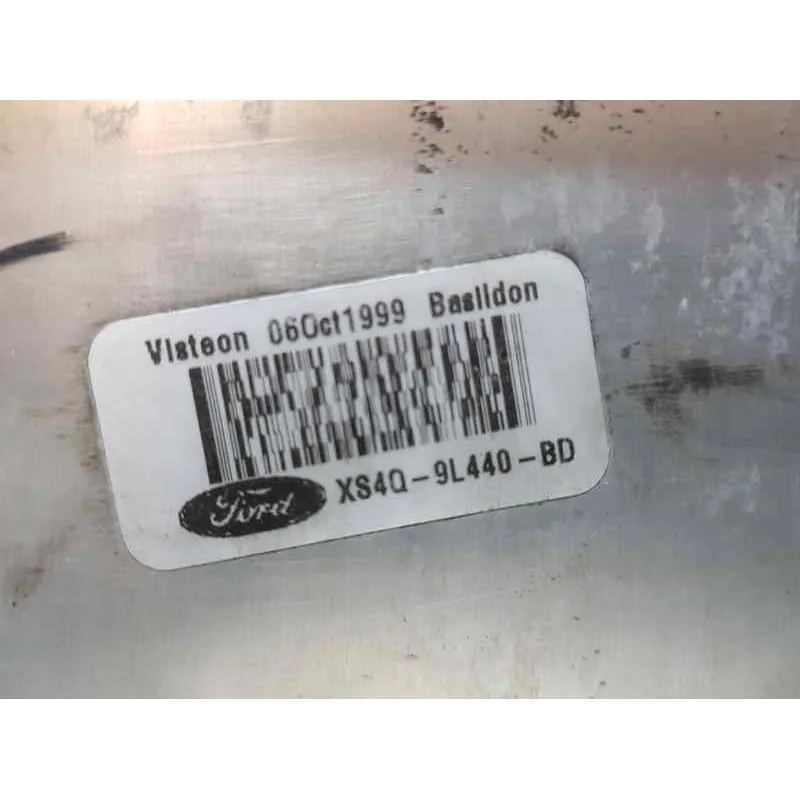 Visteon 06Oct1999 Basildon
Ford XS4Q-9L440-BD